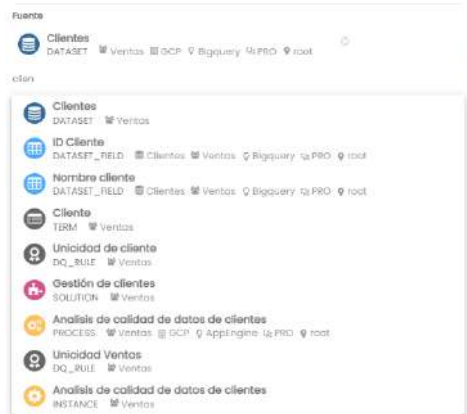 Fuente
Clientes
DATASET Ventas GCP Bigquery PRO root
clien
Clientes
DATASET Ventas
ID Cliente
DATASET_FIELD Clientes Ventas Bigquery PRO root
Nombre cliente
DATASET_FIELD Clientes Ventas Bigquery PRO root
Cliente
TERM Ventas
Unicidad de cliente
DQ_RULE Ventas
Gestión de clientes
SOLUTION Ventas
Analisis de calidad de datos de clientes
PROCESS Ventas GCP AppEngine PRO root
Unicidad Ventas
DQ_RULE Ventas
Analisis de calidad de datos de clientes
INSTANCE Ventas